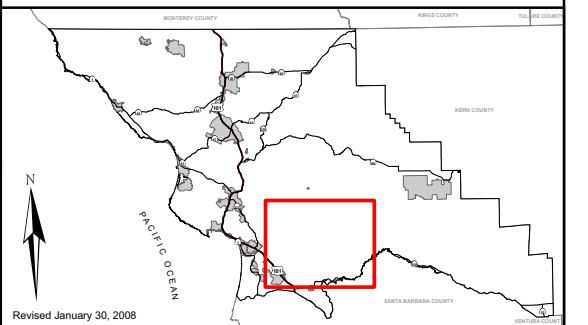 MONTEREY COUNTY
KINGS COUNTY
TULARE COUNTY
KERN COUNTY
101
N
PACIFIC OCEAN
101
SANTA BARBARA COUNTY
VENTURA COUNTY
Revised January 30, 2008